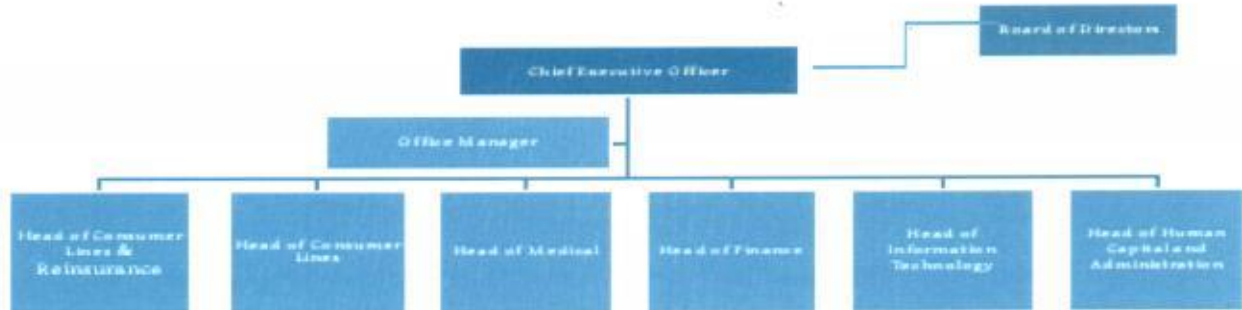 Board of Directors
Chief Executive Officer
Office Manager
Head of Consumer
Lines &
Reinsurance
Head of Consumer
Lines
Head of Medical
Head of Finance
Head of
Information
Technology
Head of Human
Capital and
Administration